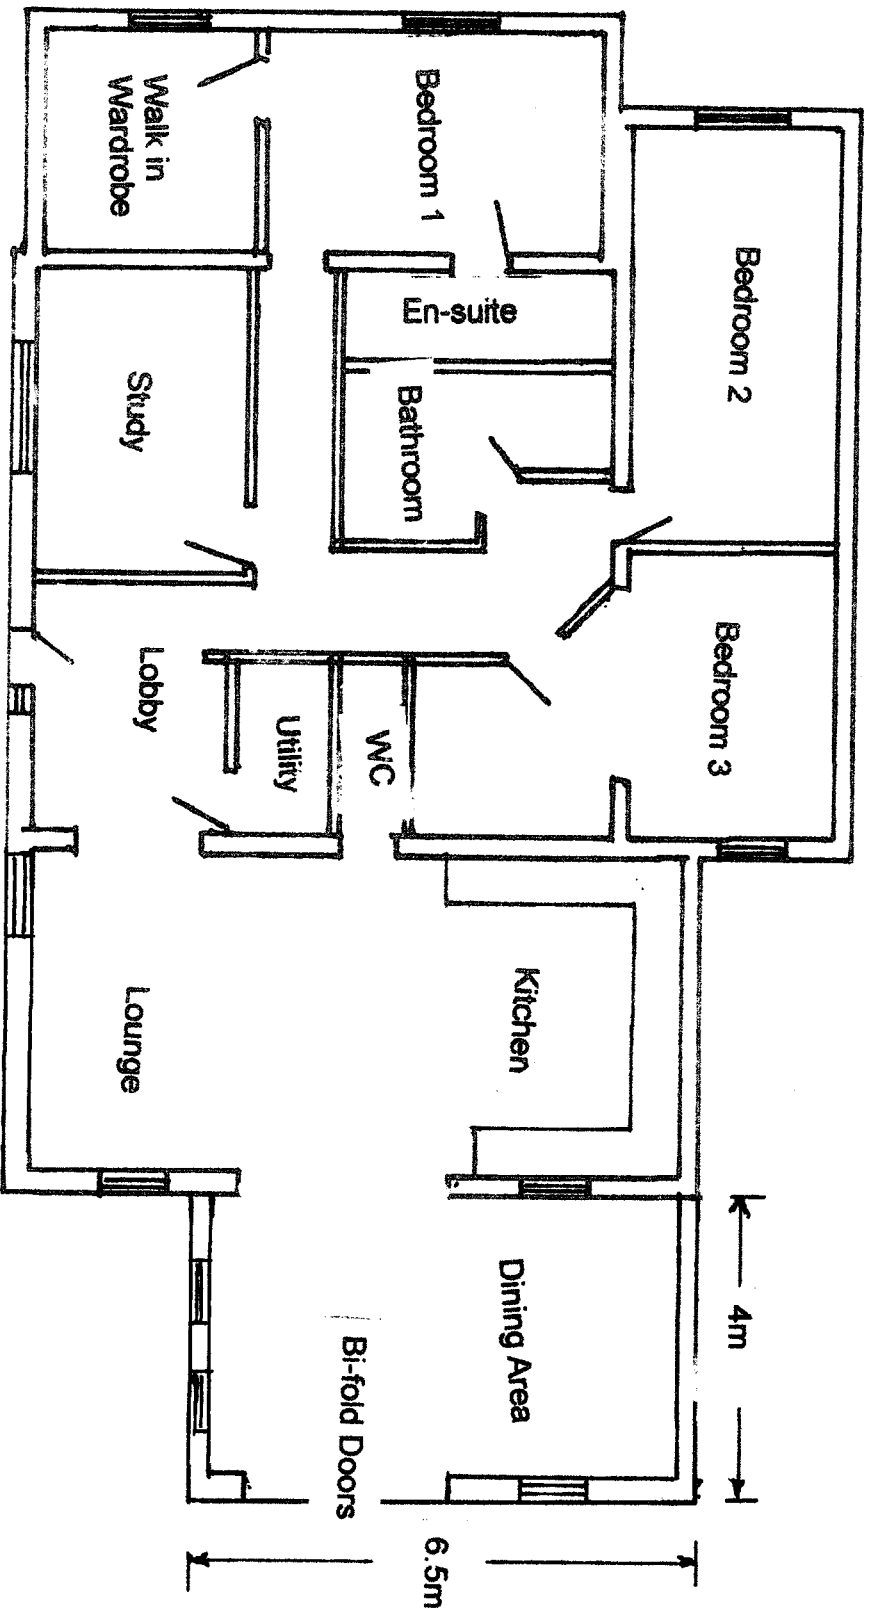 Bedroom 2
Bedroom 3
4m
6.5m
Bedroom 1
En-suite
Bathroom
WC
Kitchen
Dining Area
Bi-fold Doors
Utility
Walk in
Wardrobe
Study
Lobby
Lounge